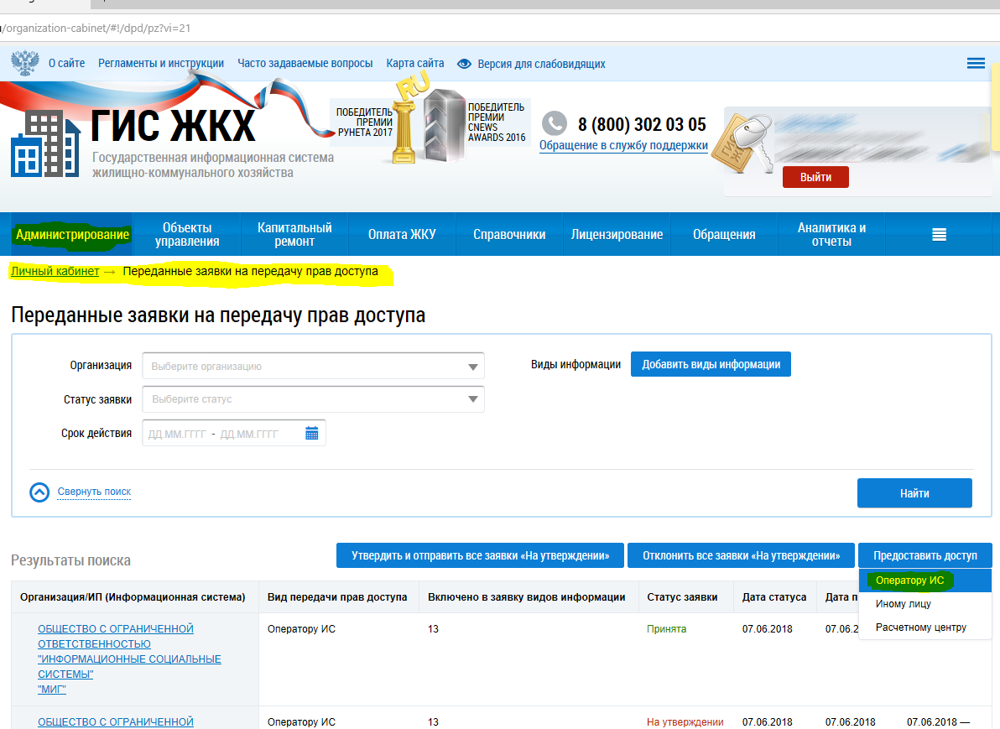 /organization-cabinet/#!/dpd/pz?vi=21
О сайте Регламенты и инструкции Часто задаваемые вопросы Карта сайта Версия для слабовидящих
ГИС ЖКХ
Государственная информационная система
жилищно-коммунального хозяйства
ПОБЕДИТЕЛЬ
ПРЕМИИ
РУНЕТА 2017
RU
ПОБЕДИТЕЛЬ
ПРЕМИИ
CNEWS
AWARDS 2016
8 (800) 302 03 05
Обращение в службу поддержки
ГИС
ЖКХ
Выйти
Администрирование
Объекты
управления
Капитальный
ремонт
Оплата ЖКУ
Справочники
Лицензирование
Обращения
Аналитика и
отчеты
Личный кабинет → Переданные заявки на передачу прав доступа
Переданные заявки на передачу прав доступа
Организация Выберите организацию
Виды информации Добавить виды информации
Статус заявки Выберите статус
Срок действия ДД.ММ.ГГГГ - ДД.ММ.ГГГГ
Свернуть поиск
Найти
Результаты поиска
Утвердить и отправить все заявки «На утверждении» Отклонить все заявки «На утверждении» Предоставить доступ
Оператору ИС
Иному лицу
Расчетному центру
Организация/ИП (Информационная система) Вид передачи прав доступа Включено в заявку видов информации Статус заявки Дата статуса Дата п
ОБЩЕСТВО С ОГРАНИЧЕННОЙ
ОТВЕТСТВЕННОСТЬЮ
"ИНФОРМАЦИОННЫЕ СОЦИАЛЬНЫЕ
СИСТЕМЫ"
"МИГ"
Оператору ИС 13 Принята 07.06.2018 07.06.2
ОБЩЕСТВО С ОГРАНИЧЕННОЙ Оператору ИС 13 На утверждении 07.06.2018 07.06.2018 07.06.2018 —